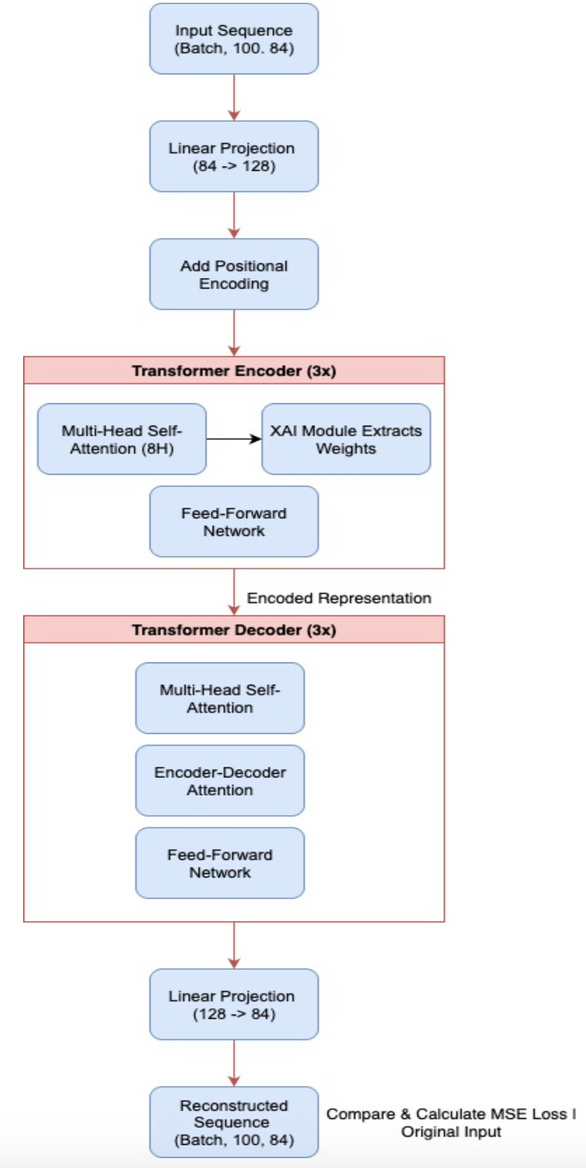 Input Sequence
(Batch, 100. 84)
Linear Projection
(84 -> 128)
Add Positional
Encoding
Transformer Encoder (3x)
Multi-Head Self-
Attention (8H)
XAI Module Extracts
Weights
Feed-Forward
Network
Encoded Representation
Transformer Decoder (3x)
Multi-Head Self-
Attention
Encoder-Decoder
Attention
Feed-Forward
Network
Linear Projection
(128 -> 84)
Reconstructed
Sequence
(Batch, 100, 84)
Compare & Calculate MSE Loss |
Original Input